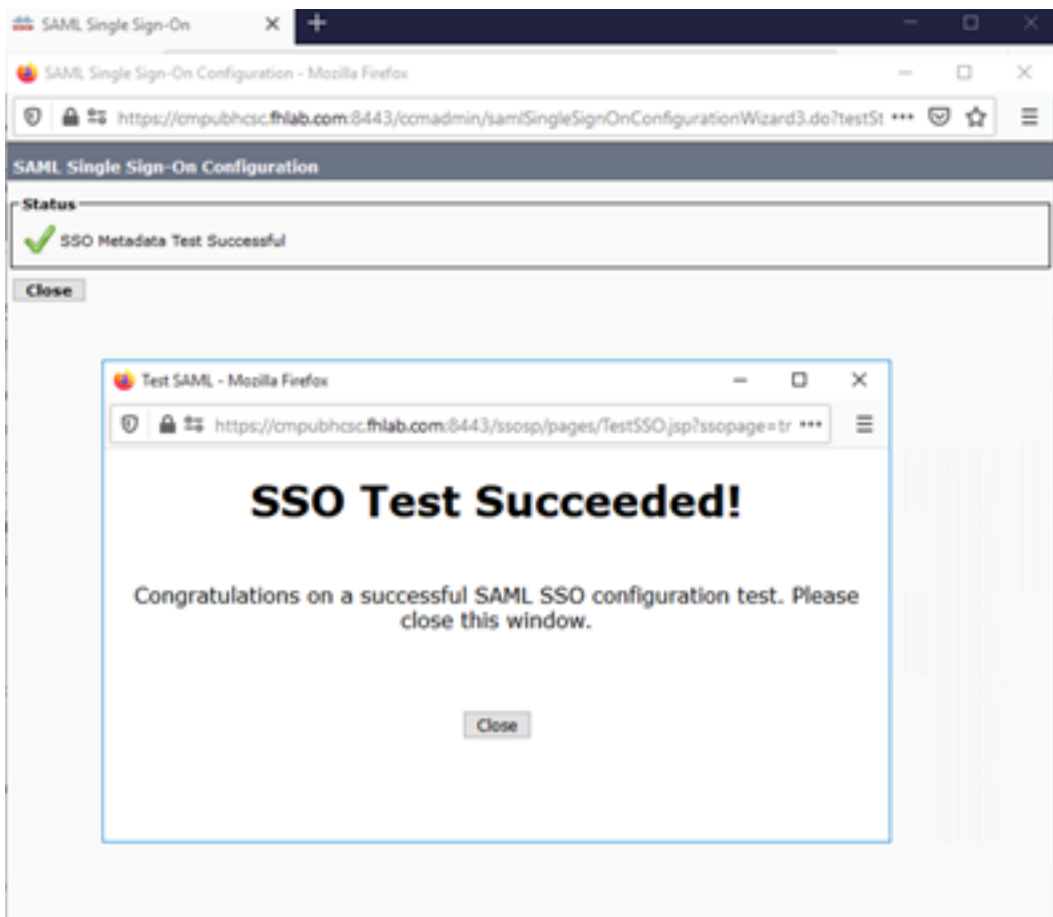 SAML Single Sign-On
SAML Single Sign-On Configuration - Mozilla Firefox
https://cmpubhcsc.fhlab.com:8443/ccmadmin/samlSingleSignOnConfigurationWizard3.do?testSt
SAML Single Sign-On Configuration
Status
SSO Metadata Test Successful
Close
Test SAML - Mozilla Firefox
https://cmpubhcsc.fhlab.com:8443/ssosp/pages/TestSSO.jsp?ssopage=tr
SSO Test Succeeded!
Congratulations on a successful SAML SSO configuration test. Please
close this window.
Close